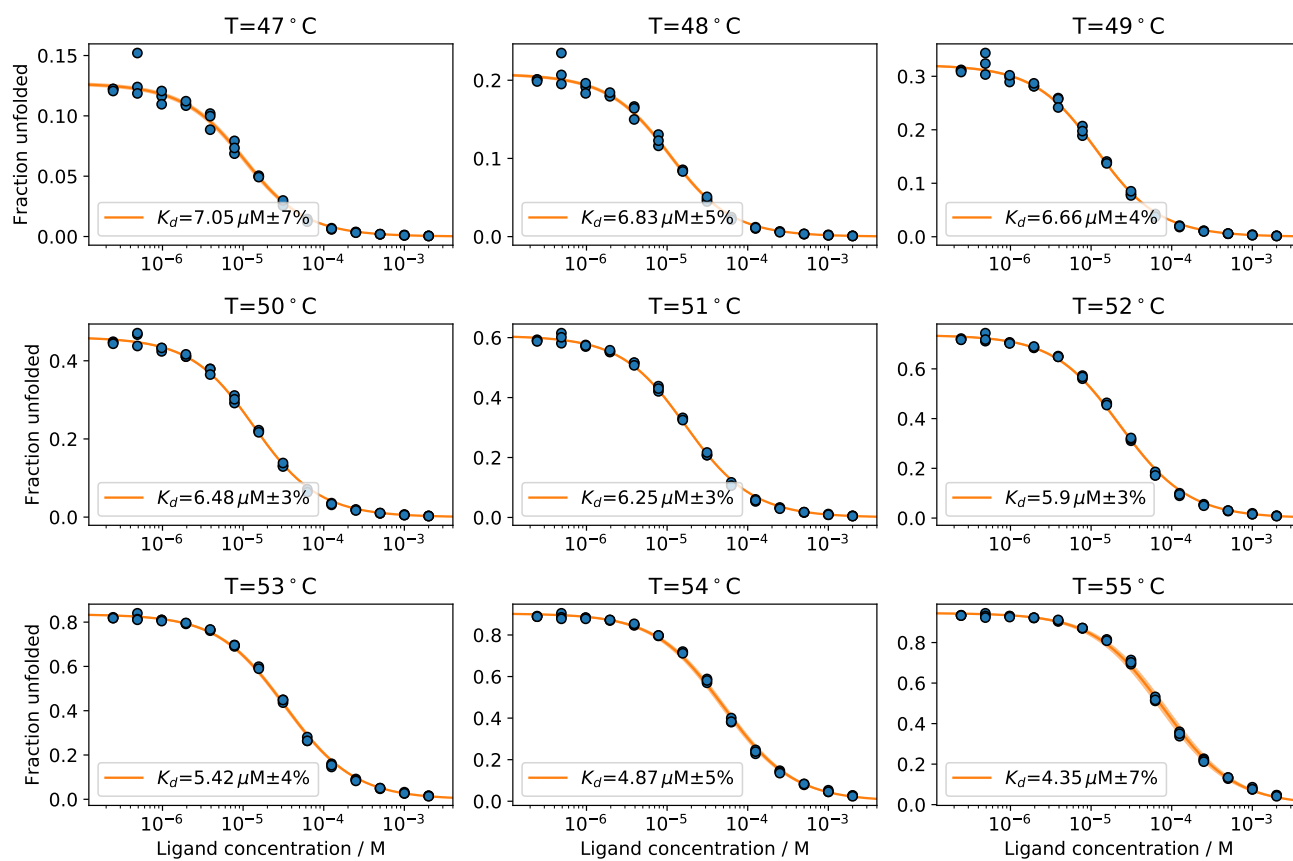 T=47°C
T=48°C
T=49°C
Fraction unfolded
0.15
0.10
0.05
0.00
0.2
0.1
0.0
0.3
0.2
0.1
0.0
K_d=7.05 μM±7%
K_d=6.83 μM±5%
K_d=6.66 μM±4%
10⁻⁶ 10⁻⁵ 10⁻⁴ 10⁻³
10⁻⁶ 10⁻⁵ 10⁻⁴ 10⁻³
10⁻⁶ 10⁻⁵ 10⁻⁴ 10⁻³
T=50°C
T=51°C
T=52°C
Fraction unfolded
0.4
0.2
0.0
0.6
0.4
0.2
0.0
0.6
0.4
0.2
0.0
K_d=6.48 μM±3%
K_d=6.25 μM±3%
K_d=5.9 μM±3%
10⁻⁶ 10⁻⁵ 10⁻⁴ 10⁻³
10⁻⁶ 10⁻⁵ 10⁻⁴ 10⁻³
10⁻⁶ 10⁻⁵ 10⁻⁴ 10⁻³
T=53°C
T=54°C
T=55°C
Fraction unfolded
0.8
0.6
0.4
0.2
0.0
0.8
0.6
0.4
0.2
0.0
0.8
0.6
0.4
0.2
0.0
K_d=5.42 μM±4%
K_d=4.87 μM±5%
K_d=4.35 μM±7%
10⁻⁶ 10⁻⁵ 10⁻⁴ 10⁻³
10⁻⁶ 10⁻⁵ 10⁻⁴ 10⁻³
10⁻⁶ 10⁻⁵ 10⁻⁴ 10⁻³
Ligand concentration / M
Ligand concentration / M
Ligand concentration / M